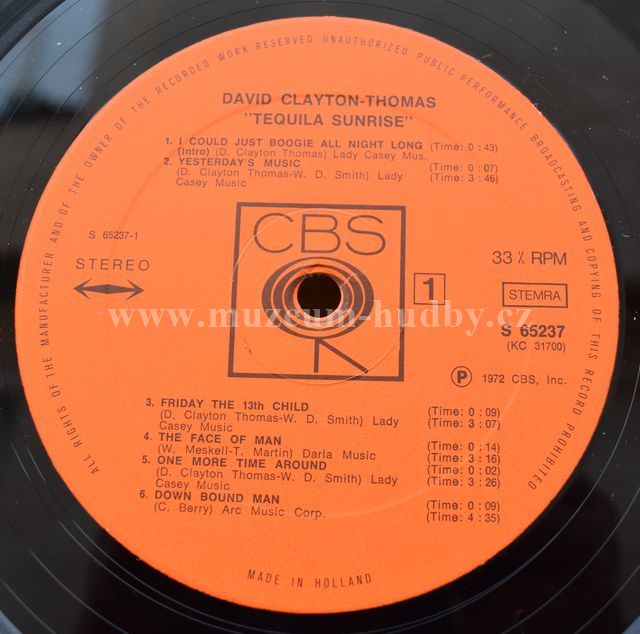 ALL RIGHTS OF THE MANUFACTURER AND OF THE OWNER OF THE RECORDED WORK RESERVED UNAUTHORIZED PUBLIC PERFORMANCE BROADCASTING AND COPYING OF THIS RECORD PROHIBITED
DAVID CLAYTON-THOMAS
"TEQUILA SUNRISE"
1. I COULD JUST BOOGIE ALL NIGHT LONG (Time: 0 : 43)
(Intro) (D. Clayton Thomas) Lady Casey Mus.
2. YESTERDAY'S MUSIC (Time: 0 : 07)
(D. Clayton Thomas-W. D. Smith) Lady (Time: 3 : 46)
Casey Music
S 65237-1
STEREO
CBS
1
33⅓ RPM
STEMRA
S 65237
(KC 31700)
℗ 1972 CBS, Inc.
www.muzeum-hudby.cz
3. FRIDAY THE 13th CHILD (Time: 0 : 09)
(D. Clayton Thomas-W. D. Smith) Lady (Time: 3 : 07)
Casey Music
4. THE FACE OF MAN (Time: 0 : 14)
(W. Meskell-T. Martin) Darla Music (Time: 3 : 16)
5. ONE MORE TIME AROUND (Time: 0 : 02)
(D. Clayton Thomas-W. D. Smith) Lady (Time: 3 : 26)
Casey Music
6. DOWN BOUND MAN (Time: 0 : 09)
(C. Berry) Arc Music Corp. (Time: 4 : 35)
MADE IN HOLLAND